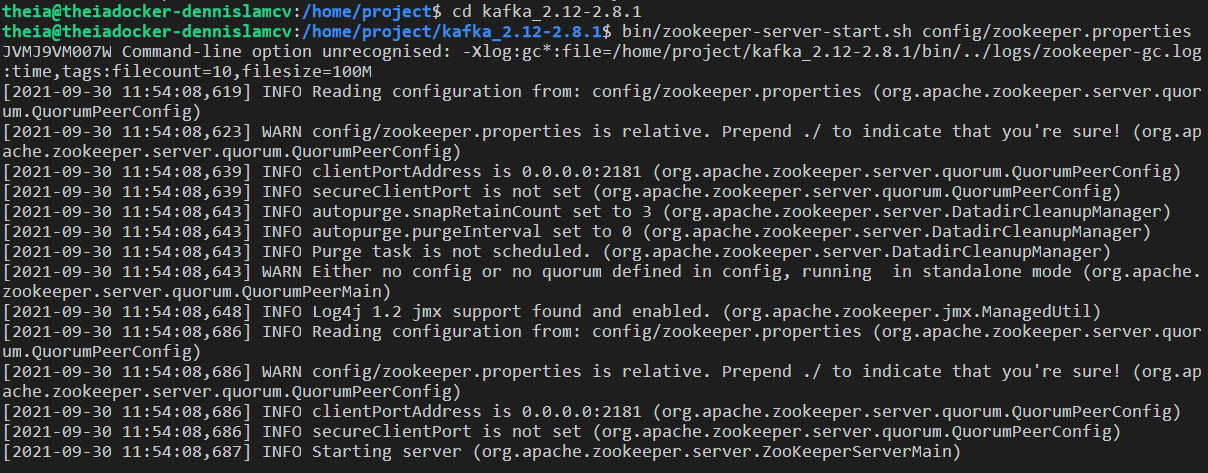 theia@theiadocker-dennislamcv:/home/project$ cd kafka_2.12-2.8.1
theia@theiadocker-dennislamcv:/home/project/kafka_2.12-2.8.1$ bin/zookeeper-server-start.sh config/zookeeper.properties
JVMJ9VM007W Command-line option unrecognised: -Xlog:gc*:file=/home/project/kafka_2.12-2.8.1/bin/../logs/zookeeper-gc.log
:time,tags:filecount=10,filesize=100M
[2021-09-30 11:54:08,619] INFO Reading configuration from: config/zookeeper.properties (org.apache.zookeeper.server.quor
um.QuorumPeerConfig)
[2021-09-30 11:54:08,623] WARN config/zookeeper.properties is relative. Prepend ./ to indicate that you're sure! (org.ap
ache.zookeeper.server.quorum.QuorumPeerConfig)
[2021-09-30 11:54:08,639] INFO clientPortAddress is 0.0.0.0:2181 (org.apache.zookeeper.server.quorum.QuorumPeerConfig)
[2021-09-30 11:54:08,639] INFO secureClientPort is not set (org.apache.zookeeper.server.quorum.QuorumPeerConfig)
[2021-09-30 11:54:08,643] INFO autopurge.snapRetainCount set to 3 (org.apache.zookeeper.server.DatadirCleanupManager)
[2021-09-30 11:54:08,643] INFO autopurge.purgeInterval set to 0 (org.apache.zookeeper.server.DatadirCleanupManager)
[2021-09-30 11:54:08,643] INFO Purge task is not scheduled. (org.apache.zookeeper.server.DatadirCleanupManager)
[2021-09-30 11:54:08,643] WARN Either no config or no quorum defined in config, running  in standalone mode (org.apache.
zookeeper.server.quorum.QuorumPeerMain)
[2021-09-30 11:54:08,648] INFO Log4j 1.2 jmx support found and enabled. (org.apache.zookeeper.jmx.ManagedUtil)
[2021-09-30 11:54:08,686] INFO Reading configuration from: config/zookeeper.properties (org.apache.zookeeper.server.quor
um.QuorumPeerConfig)
[2021-09-30 11:54:08,686] WARN config/zookeeper.properties is relative. Prepend ./ to indicate that you're sure! (org.ap
ache.zookeeper.server.quorum.QuorumPeerConfig)
[2021-09-30 11:54:08,686] INFO clientPortAddress is 0.0.0.0:2181 (org.apache.zookeeper.server.quorum.QuorumPeerConfig)
[2021-09-30 11:54:08,686] INFO secureClientPort is not set (org.apache.zookeeper.server.quorum.QuorumPeerConfig)
[2021-09-30 11:54:08,687] INFO Starting server (org.apache.zookeeper.server.ZooKeeperServerMain)